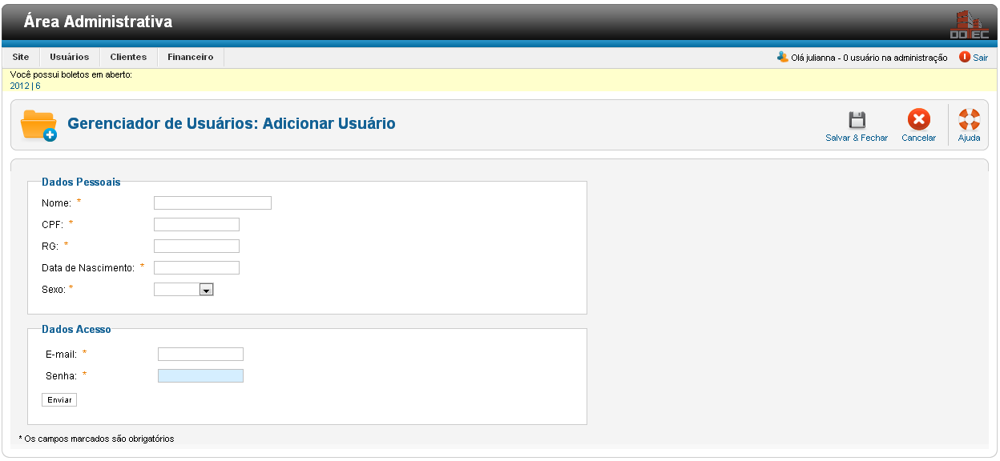 Área Administrativa
DOTEC
Site Usuários Clientes Financeiro Olá julianna - 0 usuário na administração Sair
Você possui boletos em aberto:
2012 | 6
Gerenciador de Usuários: Adicionar Usuário
Salvar & Fechar Cancelar Ajuda
Dados Pessoais
Nome: *
CPF: *
RG: *
Data de Nascimento: *
Sexo: *
Dados Acesso
E-mail: *
Senha: *
Enviar
* Os campos marcados são obrigatórios